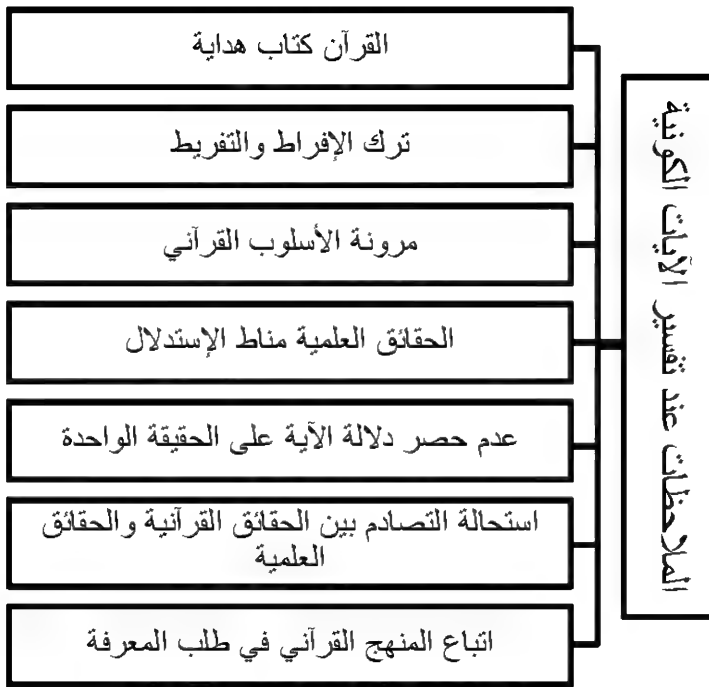 الملاحظات عند تفسير الآيات الكونية
القرآن كتاب هداية
ترك الإفراط والتفريط
مرونة الأسلوب القرآني
الحقائق العلمية مناط الإستدلال
عدم حصر دلالة الآية على الحقيقة الواحدة
استحالة التصادم بين الحقائق القرآنية والحقائق
العلمية
اتباع المنهج القرآني في طلب المعرفة